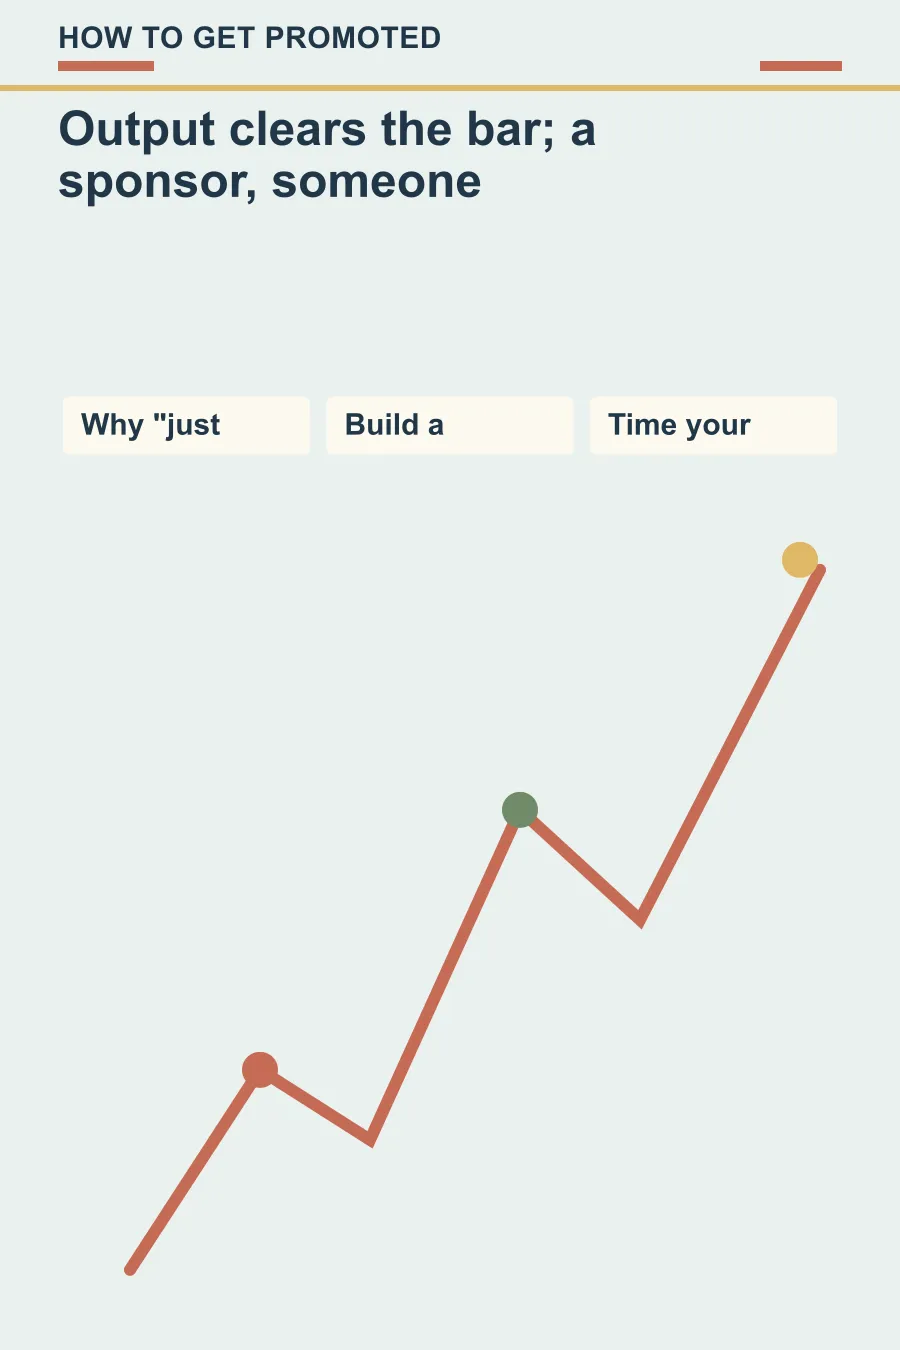 HOW TO GET PROMOTED
Output clears the bar; a
sponsor, someone
Why "just
Build a
Time your